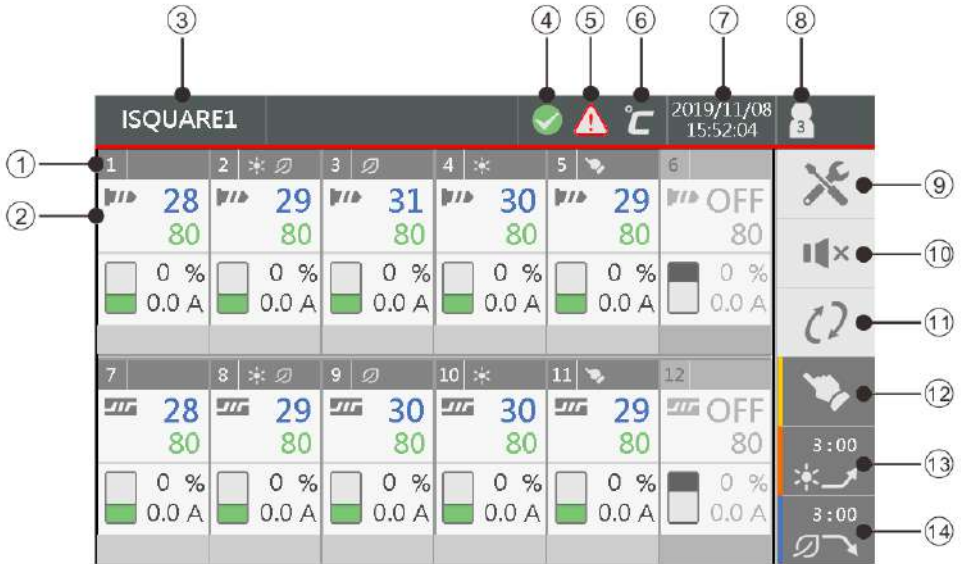 ③ ④ ⑤ ⑥ ⑦ ⑧
ISQUARE1 °C 2019/11/08 3
15:52:04
① 1 2 3 4 5 6
② 28 29 31 30 29 OFF ⑨
80 80 80 80 80 80
0 % 0 % 0 % 0 % 0 % 0 % ⑩
0.0 A 0.0 A 0.0 A 0.0 A 0.0 A 0.0 A ⑪
7 8 9 10 11 12
28 29 30 30 29 OFF ⑫
80 80 80 80 80 80 3:00
0 % 0 % 0 % 0 % 0 % 0 % ⑬
0.0 A 0.0 A 0.0 A 0.0 A 0.0 A 0.0 A 3:00
⑭